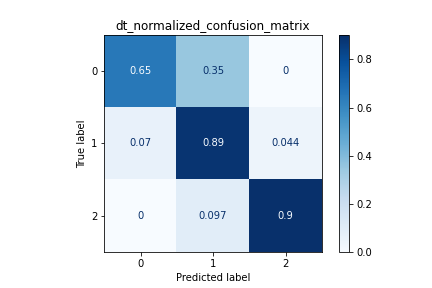 dt_normalized_confusion_matrix
0 0.65 0.35 0 0.8
0.6
True label 1 0.07 0.89 0.044 0.4
0.2
2 0 0.097 0.9 0.0
0 1 2
Predicted label